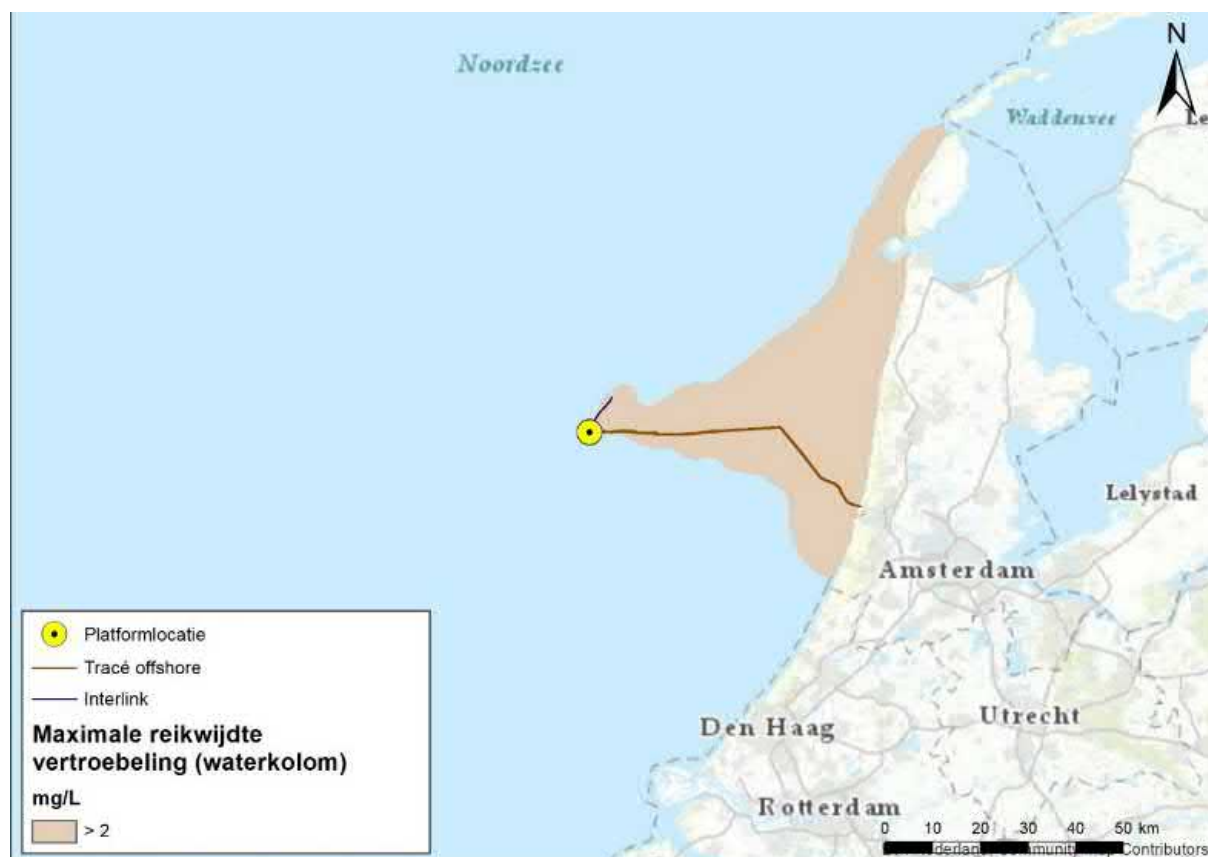 Noordzee
N
Waddenzee
Le
Lelystad
Amsterdam
Utrecht
Den Haag
Rotterdam
Platformlocatie
Tracé offshore
Interlink
Maximale reikwijdte
vertroebeling (waterkolom)
mg/L
> 2
0 10 20 30 40 50 km
Contributors